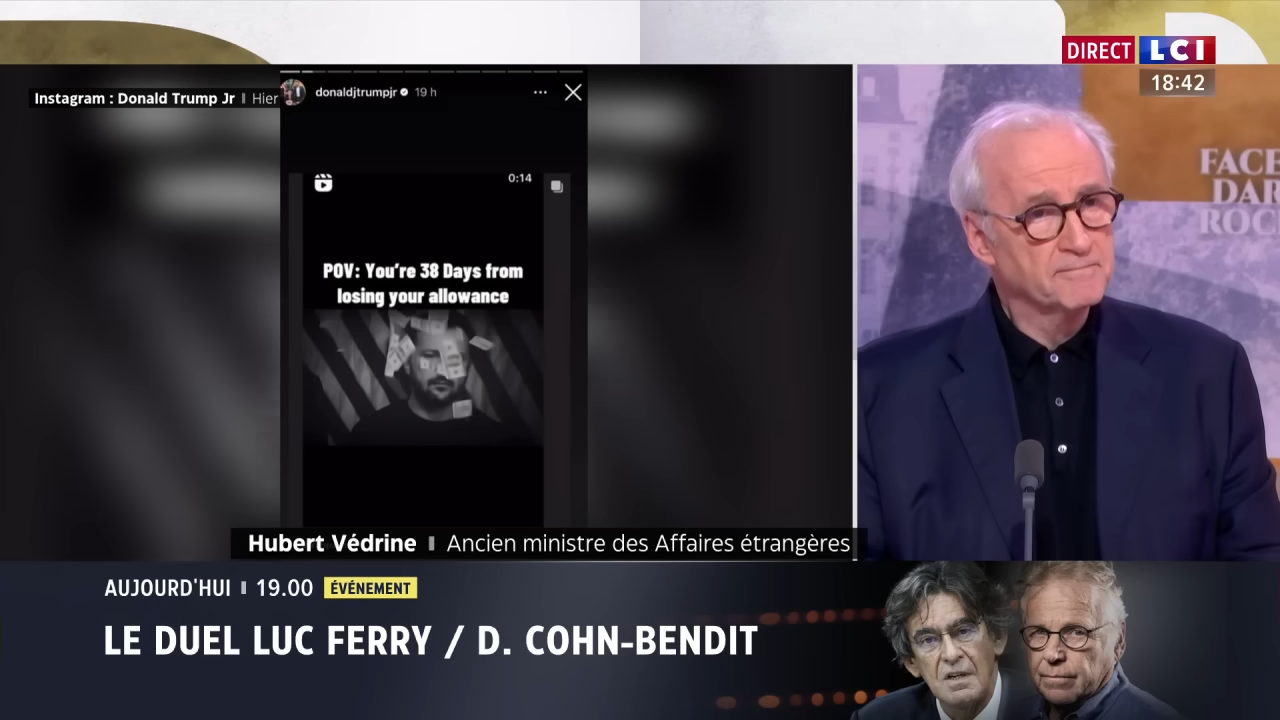 DIRECT LCI
18:42
Instagram : Donald Trump Jr | Hier
donaldjtrumpjr 19 h
0:14
POV: You're 38 Days from
losing your allowance
FACE
DAR
ROC
Hubert Védrine | Ancien ministre des Affaires étrangères
AUJOURD'HUI | 19.00 ÉVÉNEMENT
LE DUEL LUC FERRY / D. COHN-BENDIT